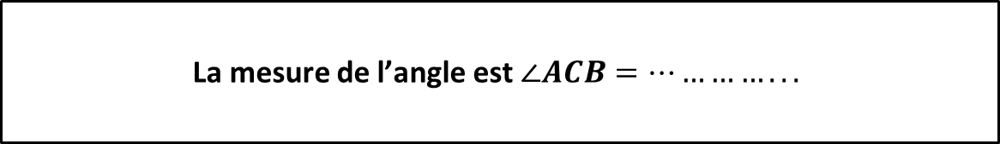 La mesure de l’angle est ∠ACB = ⋯ … … … . . .